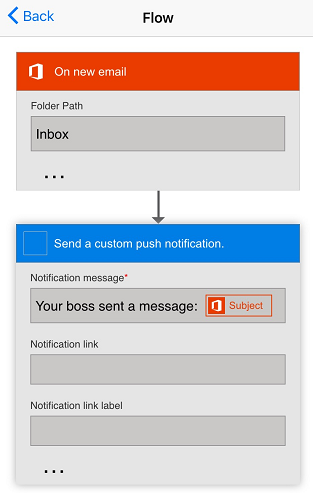 Back
Flow
On new email
Folder Path
Inbox
...
Send a custom push notification.
Notification message*
Your boss sent a message: Subject
Notification link
Notification link label
...